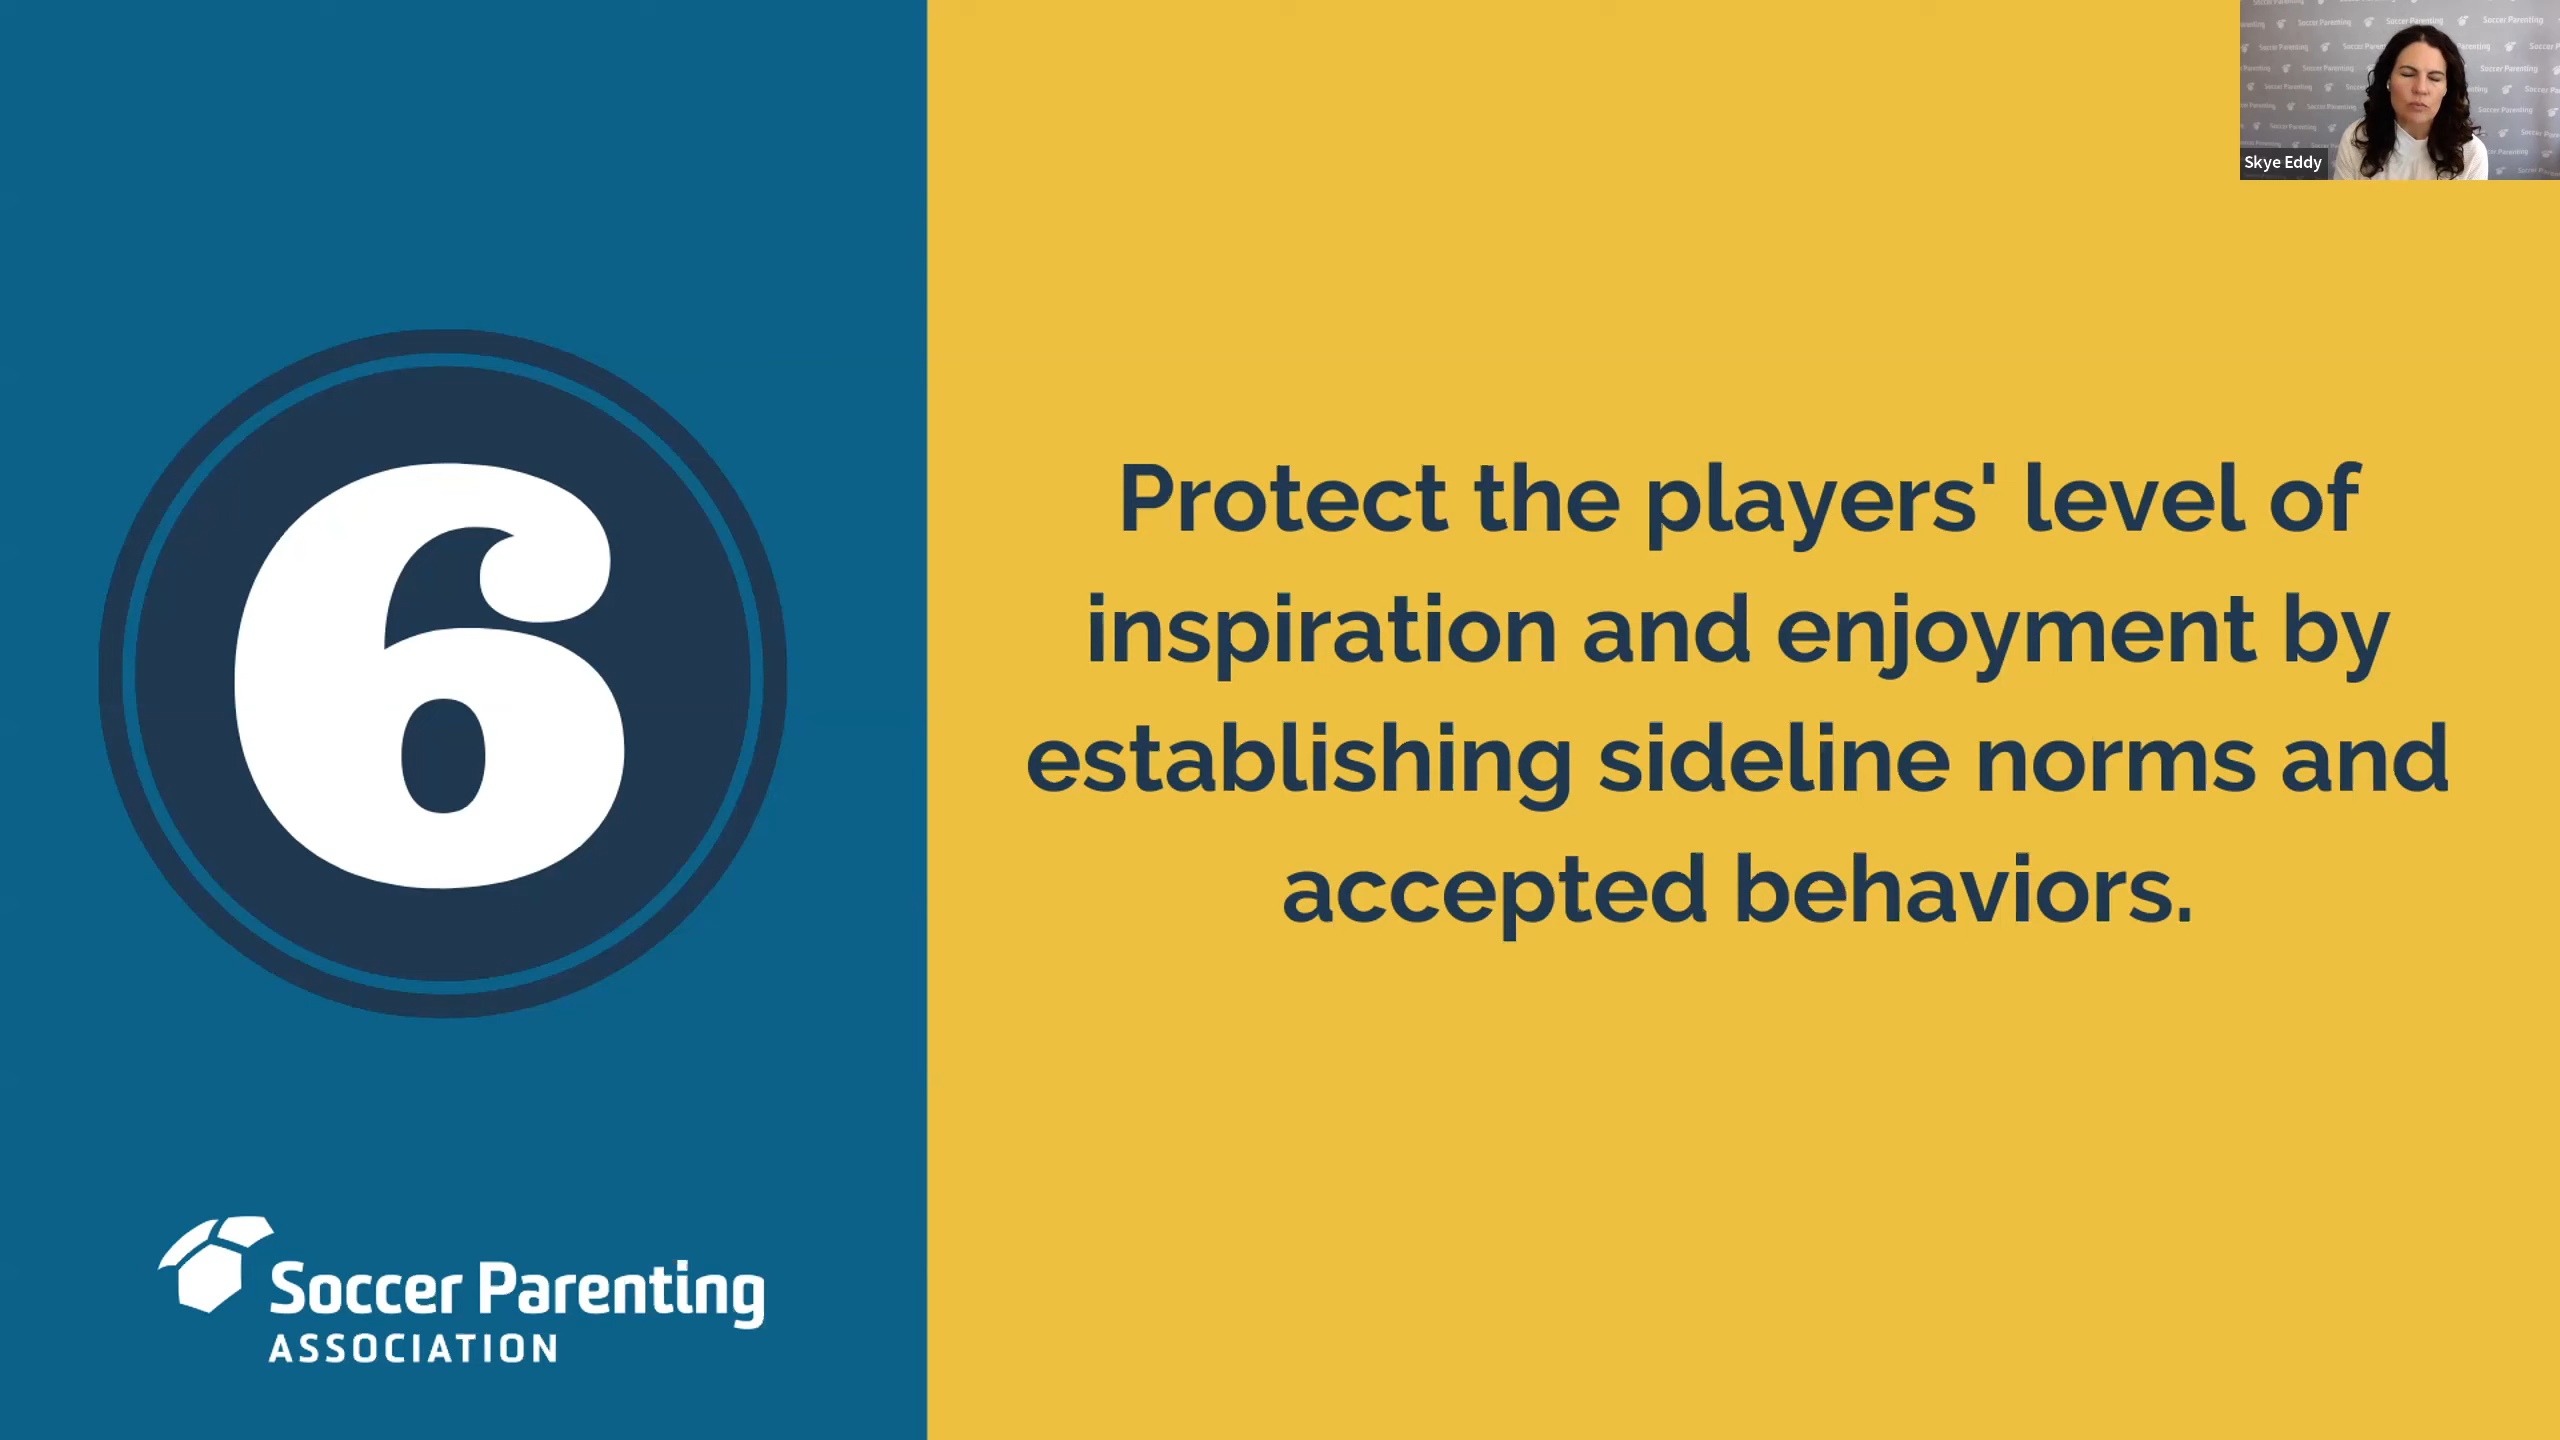 6
Protect the players' level of
inspiration and enjoyment by
establishing sideline norms and
accepted behaviors.
Soccer Parenting
ASSOCIATION
Skye Eddy